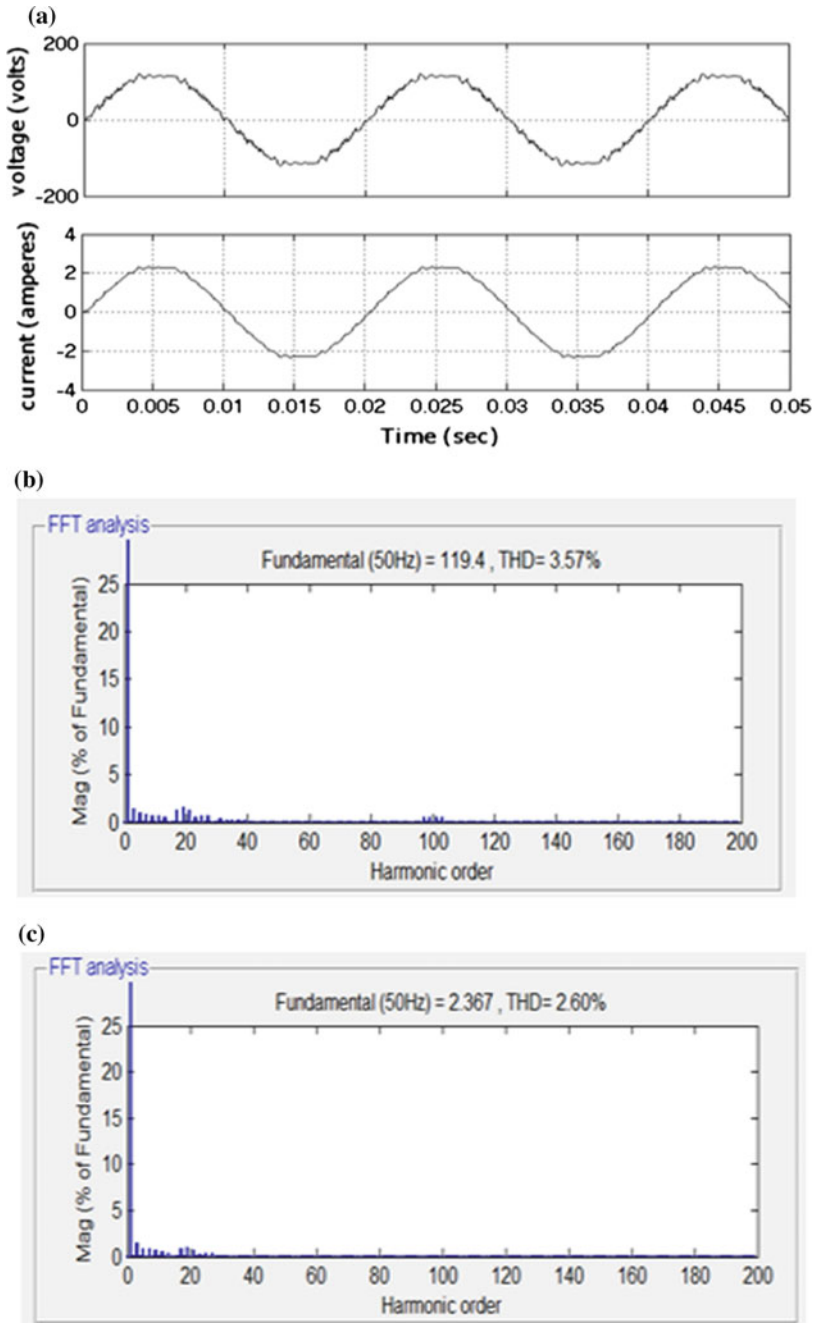 (a)
voltage (volts)
200
0
-200
current (amperes)
4
2
0
-2
-4
0 0.005 0.01 0.015 0.02 0.025 0.03 0.035 0.04 0.045 0.05
Time (sec)
(b)
FFT analysis
Fundamental (50Hz) = 119.4 , THD= 3.57%
Mag (% of Fundamental)
25
20
15
10
5
0
0 20 40 60 80 100 120 140 160 180 200
Harmonic order
(c)
FFT analysis
Fundamental (50Hz) = 2.367 , THD= 2.60%
Mag (% of Fundamental)
25
20
15
10
5
0
0 20 40 60 80 100 120 140 160 180 200
Harmonic order